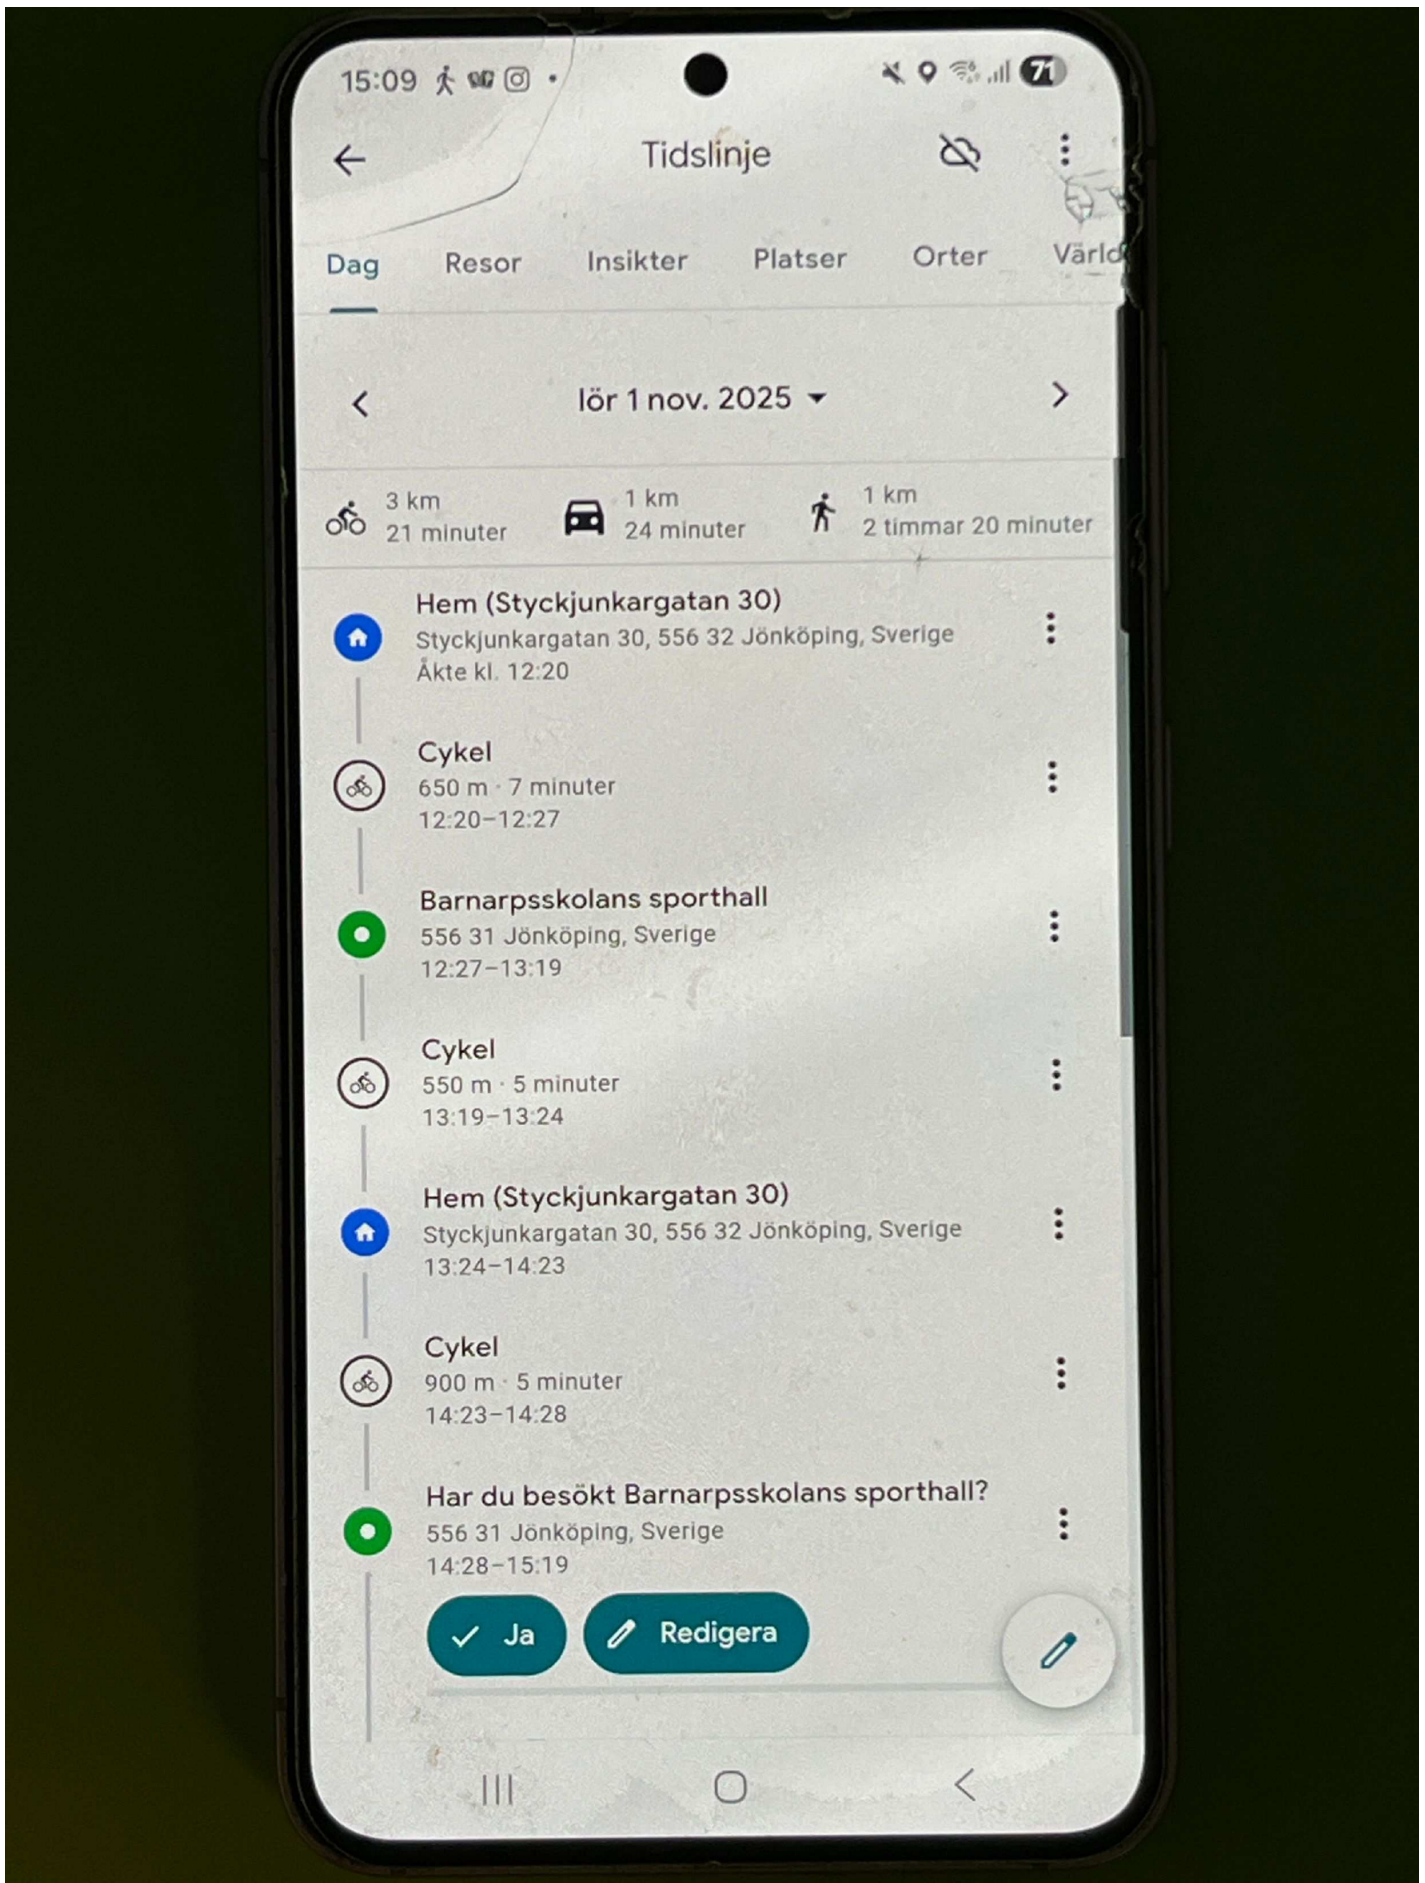 15:09
71
Tidslinje
Dag Resor Insikter Platser Orter Värld
lör 1 nov. 2025
3 km 1 km 1 km
21 minuter 24 minuter 2 timmar 20 minuter
Hem (Styckjunkargatan 30)
Styckjunkargatan 30, 556 32 Jönköping, Sverige
Åkte kl. 12:20
Cykel
650 m · 7 minuter
12:20–12:27
Barnarpsskolans sporthall
556 31 Jönköping, Sverige
12:27–13:19
Cykel
550 m · 5 minuter
13:19–13:24
Hem (Styckjunkargatan 30)
Styckjunkargatan 30, 556 32 Jönköping, Sverige
13:24–14:23
Cykel
900 m · 5 minuter
14:23–14:28
Har du besökt Barnarpsskolans sporthall?
556 31 Jönköping, Sverige
14:28–15:19
Ja Redigera